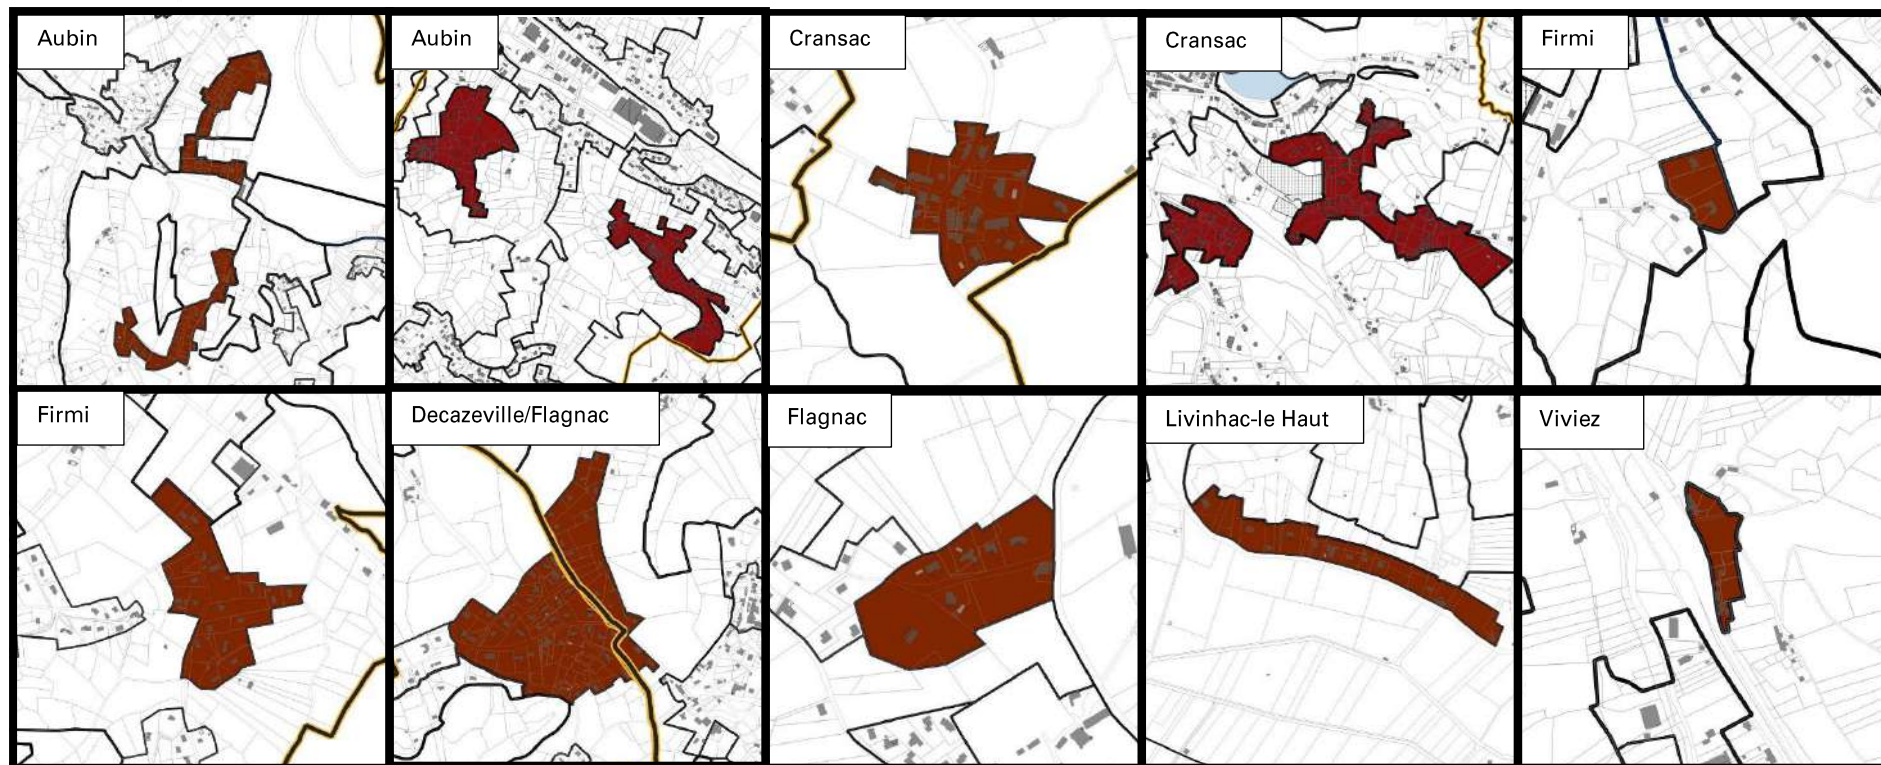 Aubin
Aubin
Cransac
Cransac
Firmi
Firmi
Decazeville/Flagnac
Flagnac
Livinhac-le Haut
Viviez